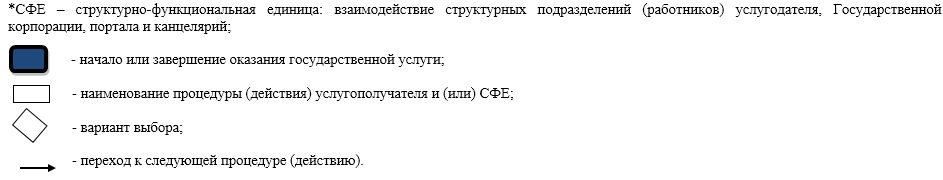 *СФЕ – структурно-функциональная единица: взаимодействие структурных подразделений (работников) услугодателя, Государственной
корпорации, портала и канцелярий;
- начало или завершение оказания государственной услуги;
- наименование процедуры (действия) услугополучателя и (или) СФЕ;
- вариант выбора;
- переход к следующей процедуре (действию).